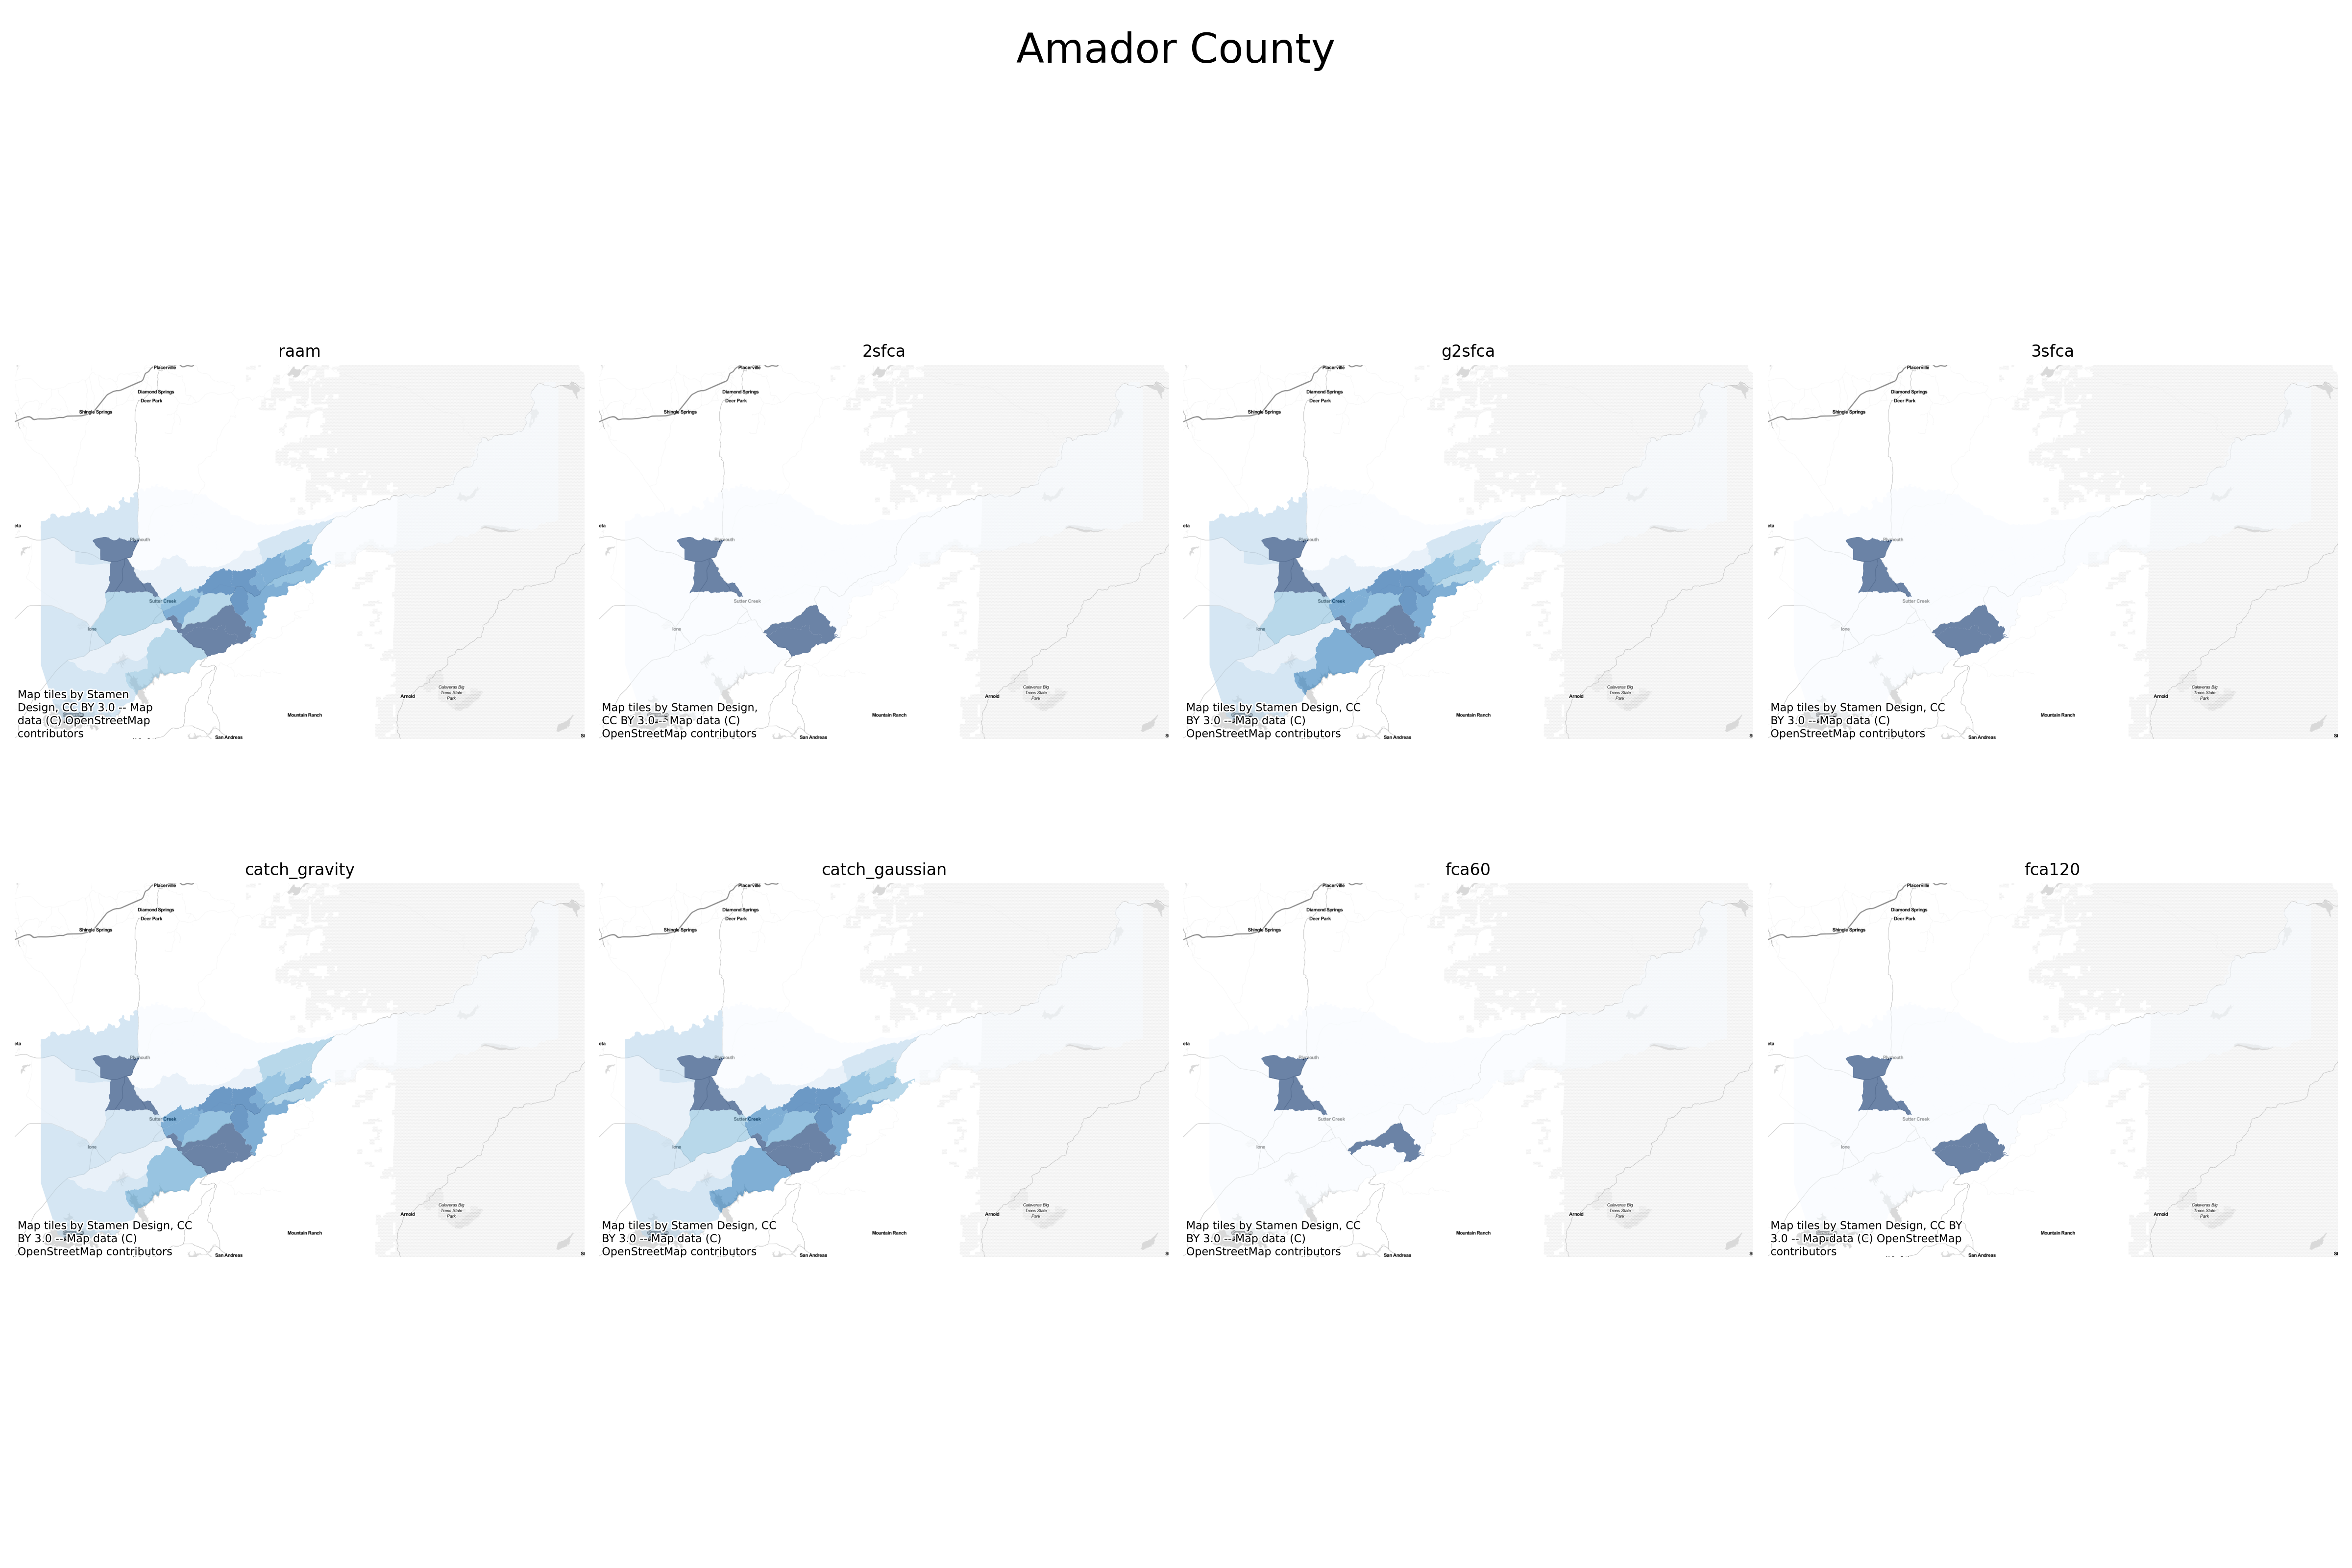 Amador County
raam
2sfca
g2sfca
3sfca
Placerville
Diamond Springs
Deer Park
Shingle Springs
eta
Plymouth
Sutter Creek
Ione
Calaveras Big
Trees State
Park
Arnold
Mountain Ranch
San Andreas
Map tiles by Stamen
Design, CC BY 3.0 -- Map
data (C) OpenStreetMap
contributors
Placerville
Diamond Springs
Deer Park
Shingle Springs
eta
Plymouth
Sutter Creek
Ione
Calaveras Big
Trees State
Park
Arnold
Mountain Ranch
San Andreas
Map tiles by Stamen Design,
CC BY 3.0 -- Map data (C)
OpenStreetMap contributors
Placerville
Diamond Springs
Deer Park
Shingle Springs
eta
Plymouth
Sutter Creek
Ione
Calaveras Big
Trees State
Park
Arnold
Mountain Ranch
San Andreas
Map tiles by Stamen Design, CC
BY 3.0 -- Map data (C)
OpenStreetMap contributors
Placerville
Diamond Springs
Deer Park
Shingle Springs
eta
Plymouth
Sutter Creek
Ione
Calaveras Big
Trees State
Park
Arnold
Mountain Ranch
San Andreas
Map tiles by Stamen Design, CC
BY 3.0 -- Map data (C)
OpenStreetMap contributors
catch_gravity
catch_gaussian
fca60
fca120
Placerville
Diamond Springs
Deer Park
Shingle Springs
eta
Plymouth
Sutter Creek
Ione
Calaveras Big
Trees State
Park
Arnold
Mountain Ranch
San Andreas
Map tiles by Stamen Design, CC
BY 3.0 -- Map data (C)
OpenStreetMap contributors
Placerville
Diamond Springs
Deer Park
Shingle Springs
eta
Plymouth
Sutter Creek
Ione
Calaveras Big
Trees State
Park
Arnold
Mountain Ranch
San Andreas
Map tiles by Stamen Design, CC
BY 3.0 -- Map data (C)
OpenStreetMap contributors
Placerville
Diamond Springs
Deer Park
Shingle Springs
eta
Plymouth
Sutter Creek
Ione
Calaveras Big
Trees State
Park
Arnold
Mountain Ranch
San Andreas
Map tiles by Stamen Design, CC
BY 3.0 -- Map data (C)
OpenStreetMap contributors
Placerville
Diamond Springs
Deer Park
Shingle Springs
eta
Plymouth
Sutter Creek
Ione
Calaveras Big
Trees State
Park
Arnold
Mountain Ranch
San Andreas
Map tiles by Stamen Design, CC BY
3.0 -- Map data (C) OpenStreetMap
contributors